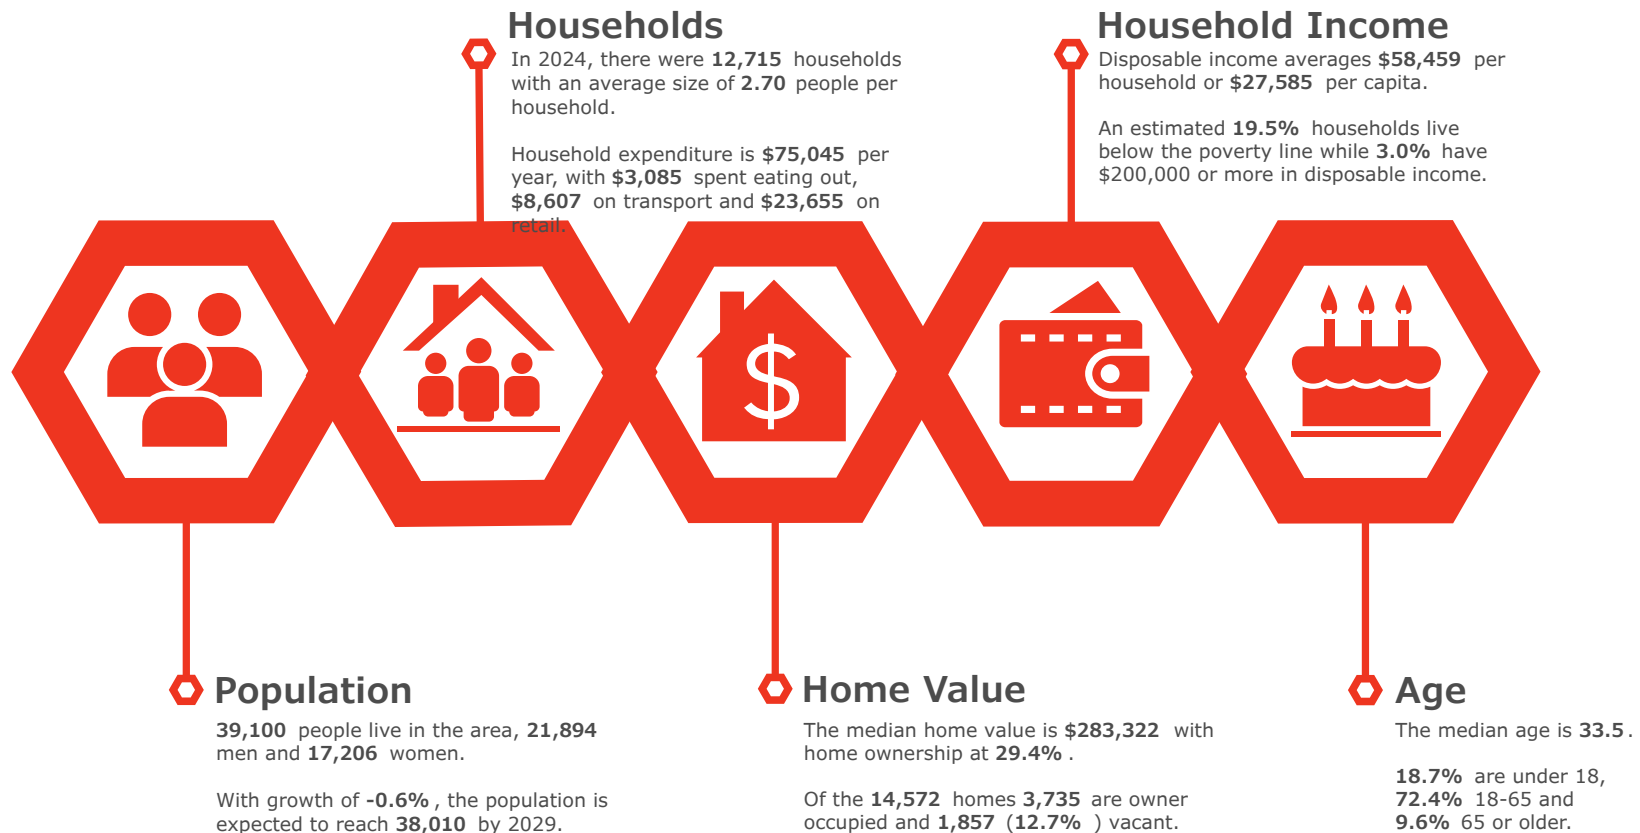 Households
In 2024, there were 12,715 households
with an average size of 2.70 people per
household.
Household expenditure is $75,045 per
year, with $3,085 spent eating out,
$8,607 on transport and $23,655 on
retail.
Household Income
Disposable income averages $58,459 per
household or $27,585 per capita.
An estimated 19.5% households live
below the poverty line while 3.0% have
$200,000 or more in disposable income.
$
Population
39,100 people live in the area, 21,894
men and 17,206 women.
With growth of -0.6% , the population is
expected to reach 38,010 by 2029.
Home Value
The median home value is $283,322 with
home ownership at 29.4% .
Of the 14,572 homes 3,735 are owner
occupied and 1,857 (12.7% ) vacant.
Age
The median age is 33.5 .
18.7% are under 18,
72.4% 18-65 and
9.6% 65 or older.